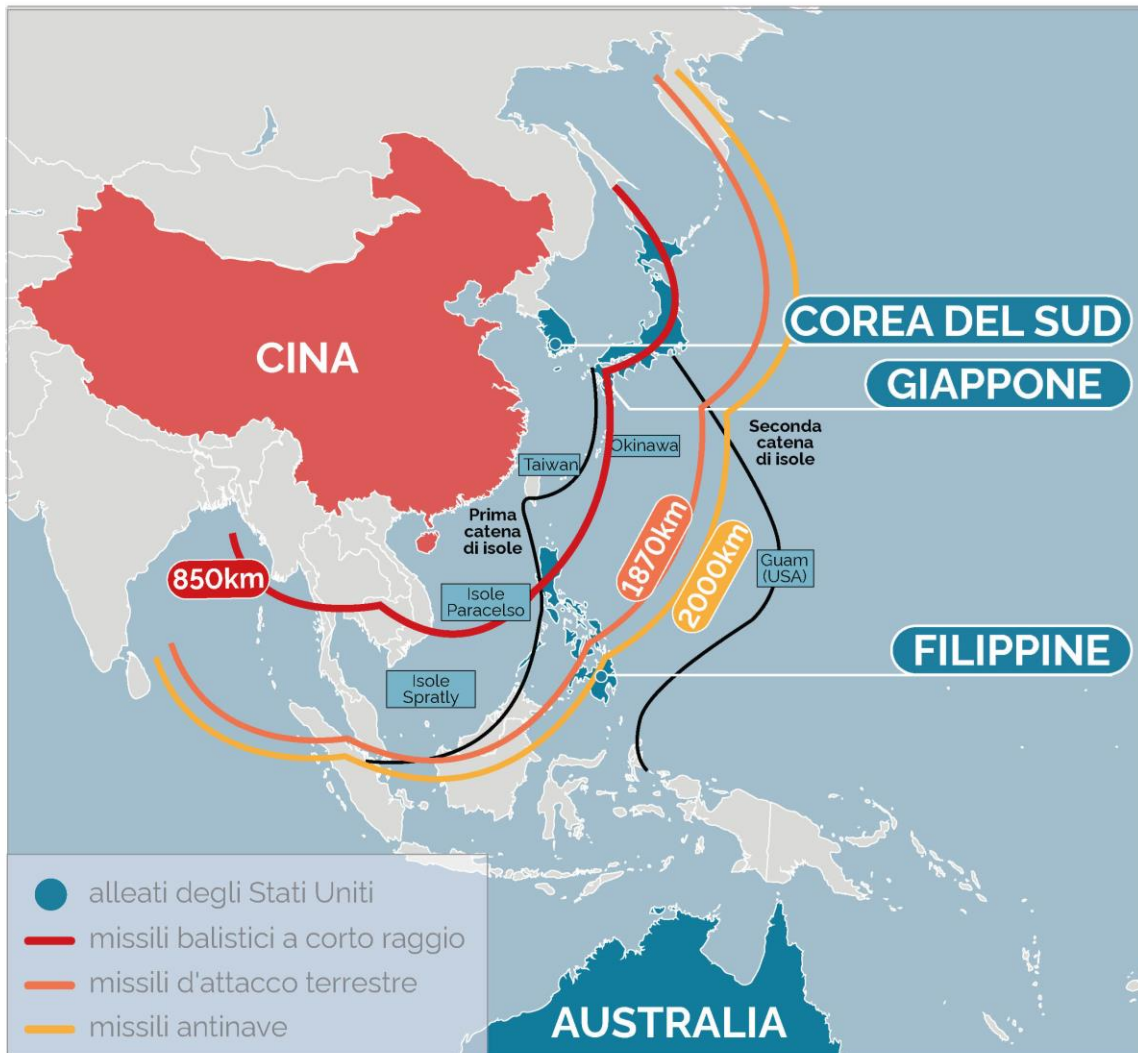 COREA DEL SUD
CINA
GIAPPONE
Seconda
catena
di isole
Okinawa
Taiwan
Prima
catena
di isole
1870km
2000km
Guam
(USA)
850km
Isole
Paracelso
FILIPPINE
Isole
Spratly
alleati degli Stati Uniti
missili balistici a corto raggio
missili d'attacco terrestre
missili antinave
AUSTRALIA